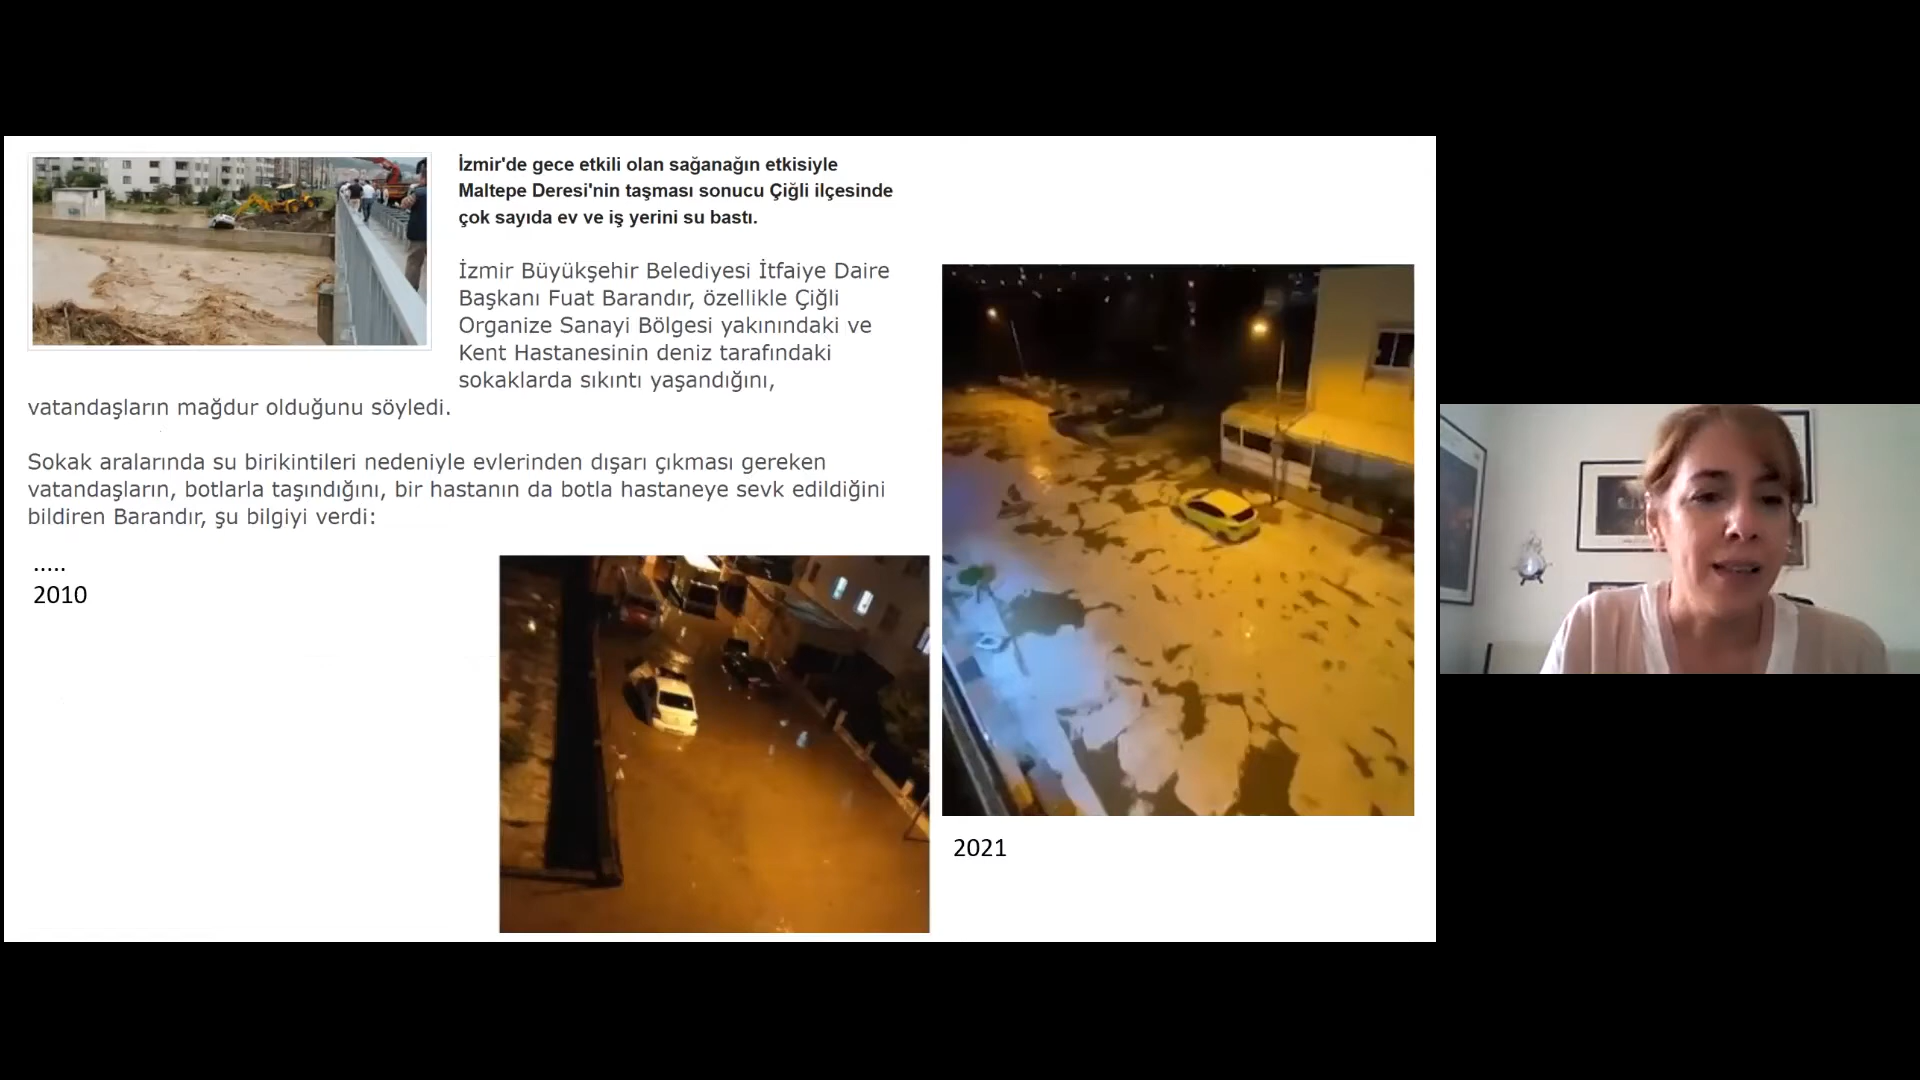 İzmir'de gece etkili olan sağanağın etkisiyle
Maltepe Deresi'nin taşması sonucu Çiğli ilçesinde
çok sayıda ev ve iş yerini su bastı.
İzmir Büyükşehir Belediyesi İtfaiye Daire
Başkanı Fuat Barandır, özellikle Çiğli
Organize Sanayi Bölgesi yakınındaki ve
Kent Hastanesinin deniz tarafındaki
sokaklarda sıkıntı yaşandığını,
vatandaşların mağdur olduğunu söyledi.
Sokak aralarında su birikintileri nedeniyle evlerinden dışarı çıkması gereken
vatandaşların, botlarla taşındığını, bir hastanın da botla hastaneye sevk edildiğini
bildiren Barandır, şu bilgiyi verdi:
.....
2010
2021